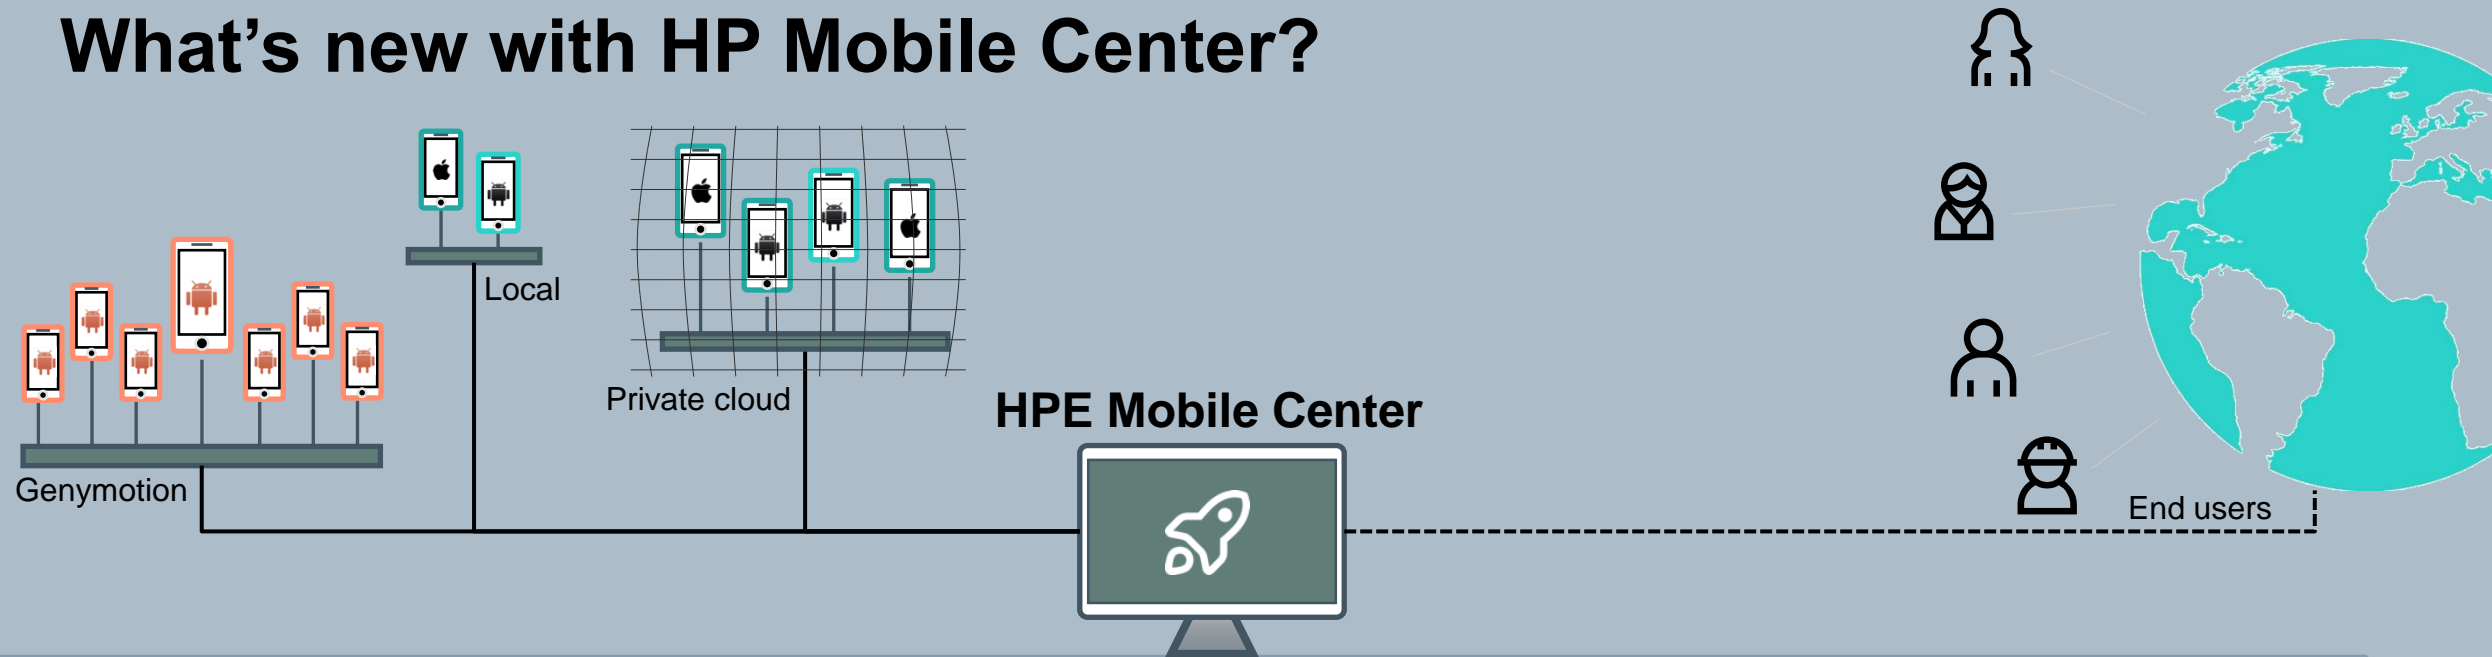 What's new with HP Mobile Center?
Local
Private cloud
HPE Mobile Center
Genymotion
End users